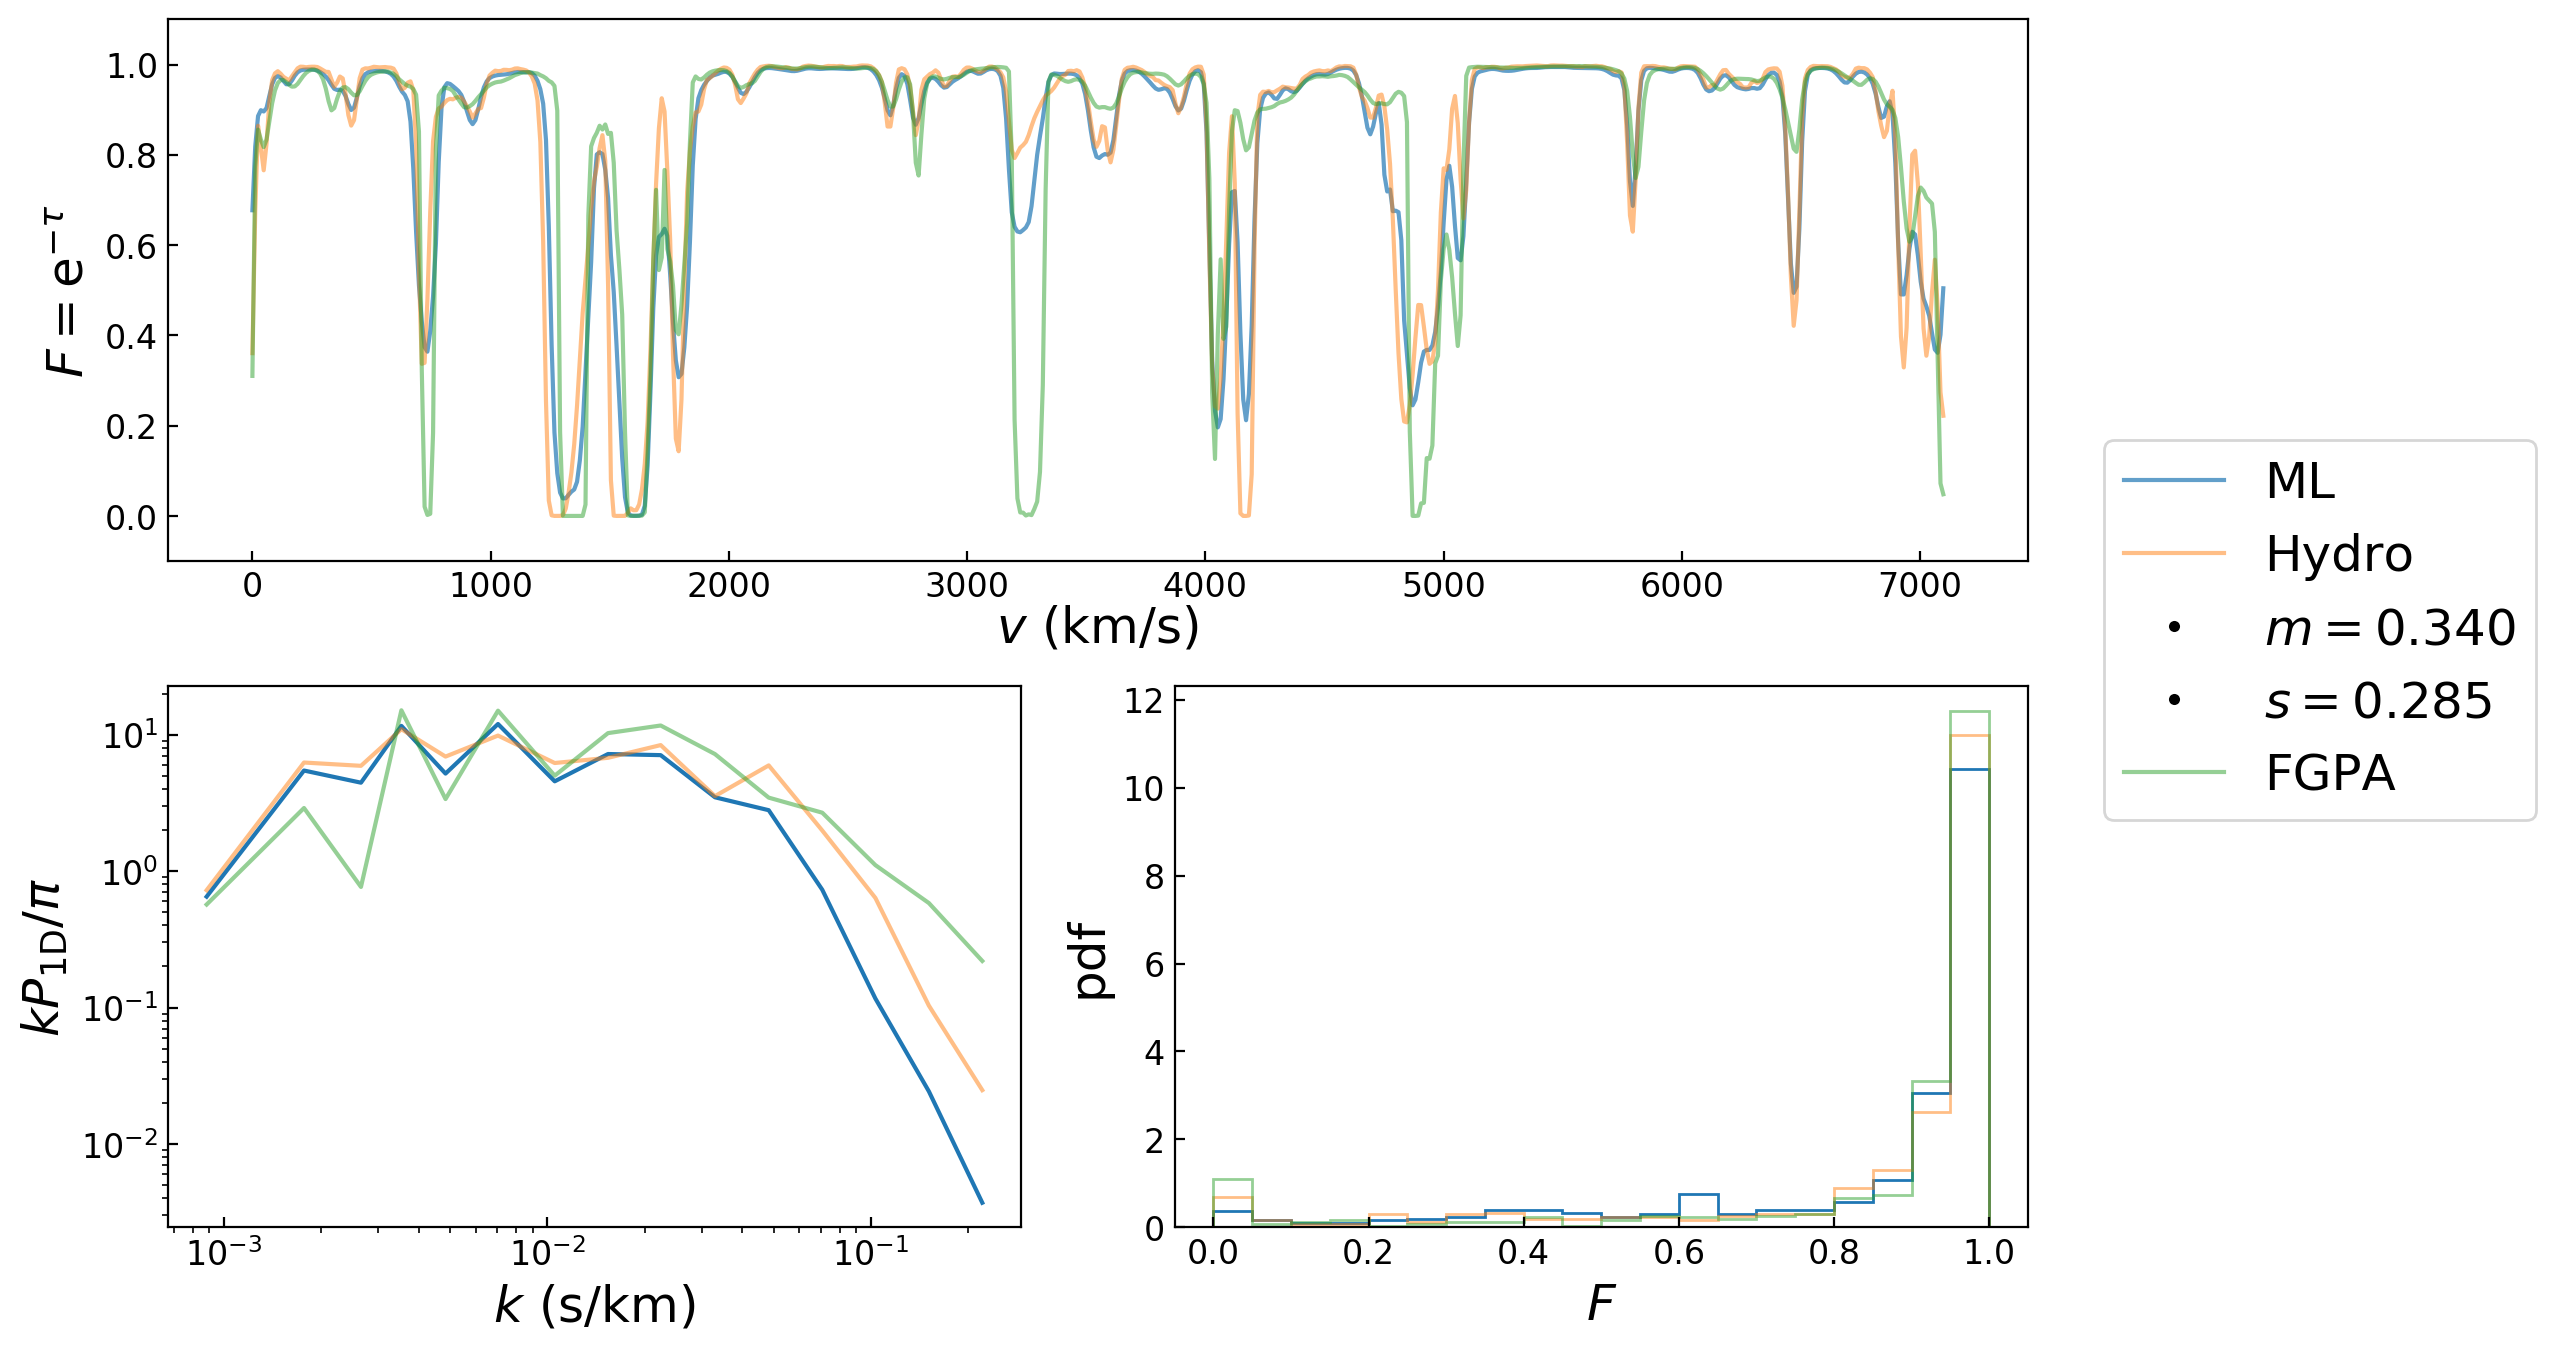 1.0
0.8
0.6
0.4
0.2
0.0
F = e^{−τ}
0 1000 2000 3000 4000 5000 6000 7000
v (km/s)
ML
Hydro
m = 0.340
s = 0.285
FGPA
10^1
10^0
10^{−1}
10^{−2}
kP_{1D}/π
10^{−3} 10^{−2} 10^{−1}
k (s/km)
12
10
8
6
4
2
0
pdf
0.0 0.2 0.4 0.6 0.8 1.0
F